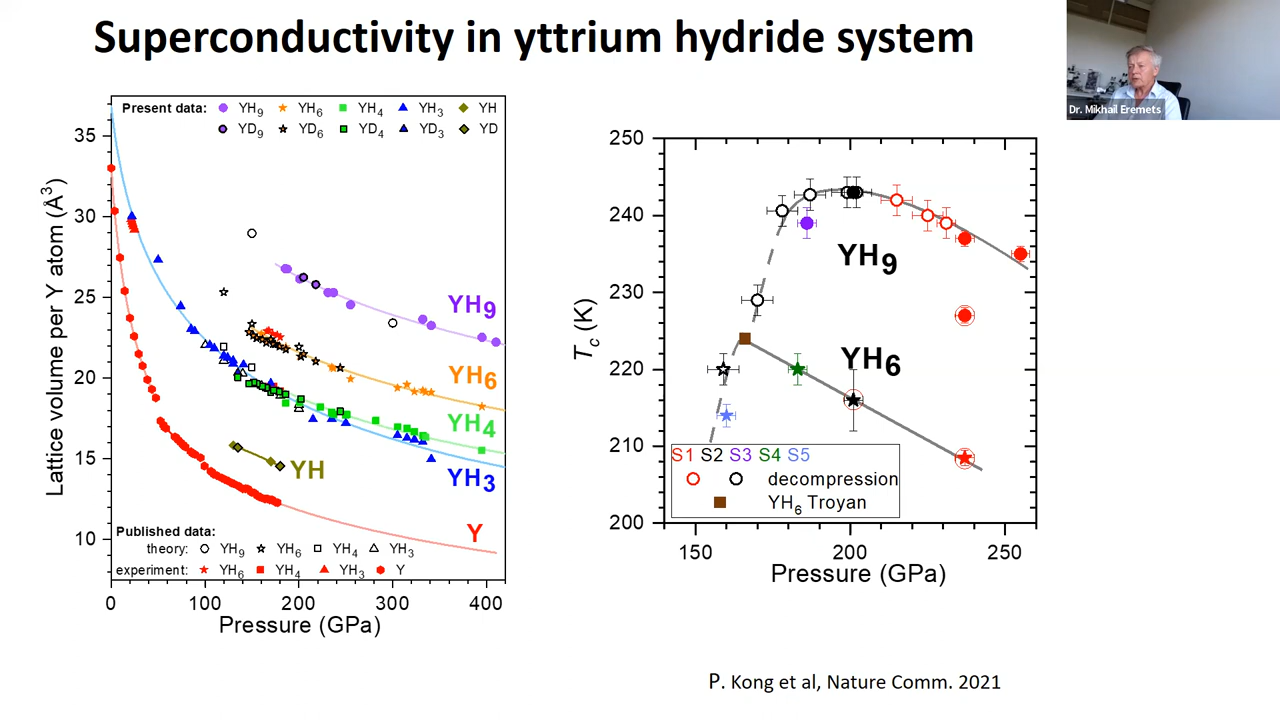 Superconductivity in yttrium hydride system
Dr. Mikhail Eremets
Present data: YH9 YH6 YH4 YH3 YH
YD9 YD6 YD4 YD3 YD
35
30
25
20
15
10
Lattice volume per Y atom (Å3)
YH9
YH6
YH4
YH3
YH
Y
Published data:
theory: YH9 YH6 YH4 YH3
experiment: YH6 YH4 YH3 Y
0 100 200 300 400
Pressure (GPa)
250
240
230
220
210
200
Tc (K)
YH9
YH6
S1 S2 S3 S4 S5
decompression
YH6 Troyan
150 200 250
Pressure (GPa)
P. Kong et al, Nature Comm. 2021